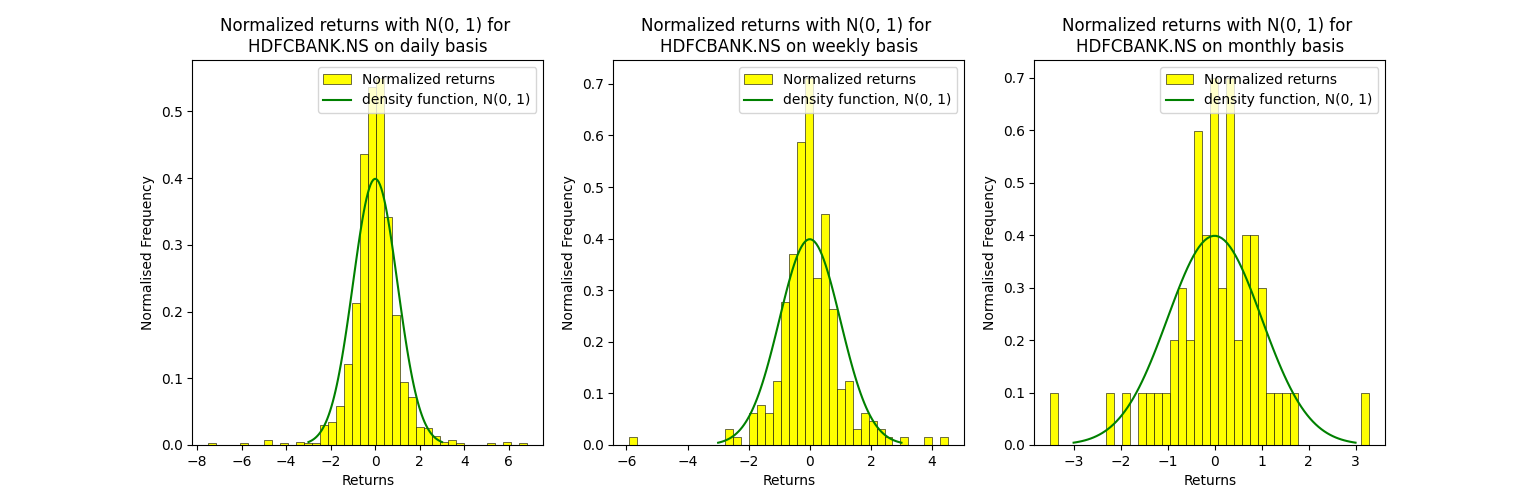 Normalized returns with N(0, 1) for
HDFCBANK.NS on daily basis
Normalized returns
density function, N(0, 1)
Normalised Frequency
0.5
0.4
0.3
0.2
0.1
0.0
−8 −6 −4 −2 0 2 4 6
Returns
Normalized returns with N(0, 1) for
HDFCBANK.NS on weekly basis
Normalized returns
density function, N(0, 1)
Normalised Frequency
0.7
0.6
0.5
0.4
0.3
0.2
0.1
0.0
−6 −4 −2 0 2 4
Returns
Normalized returns with N(0, 1) for
HDFCBANK.NS on monthly basis
Normalized returns
density function, N(0, 1)
Normalised Frequency
0.7
0.6
0.5
0.4
0.3
0.2
0.1
0.0
−3 −2 −1 0 1 2 3
Returns